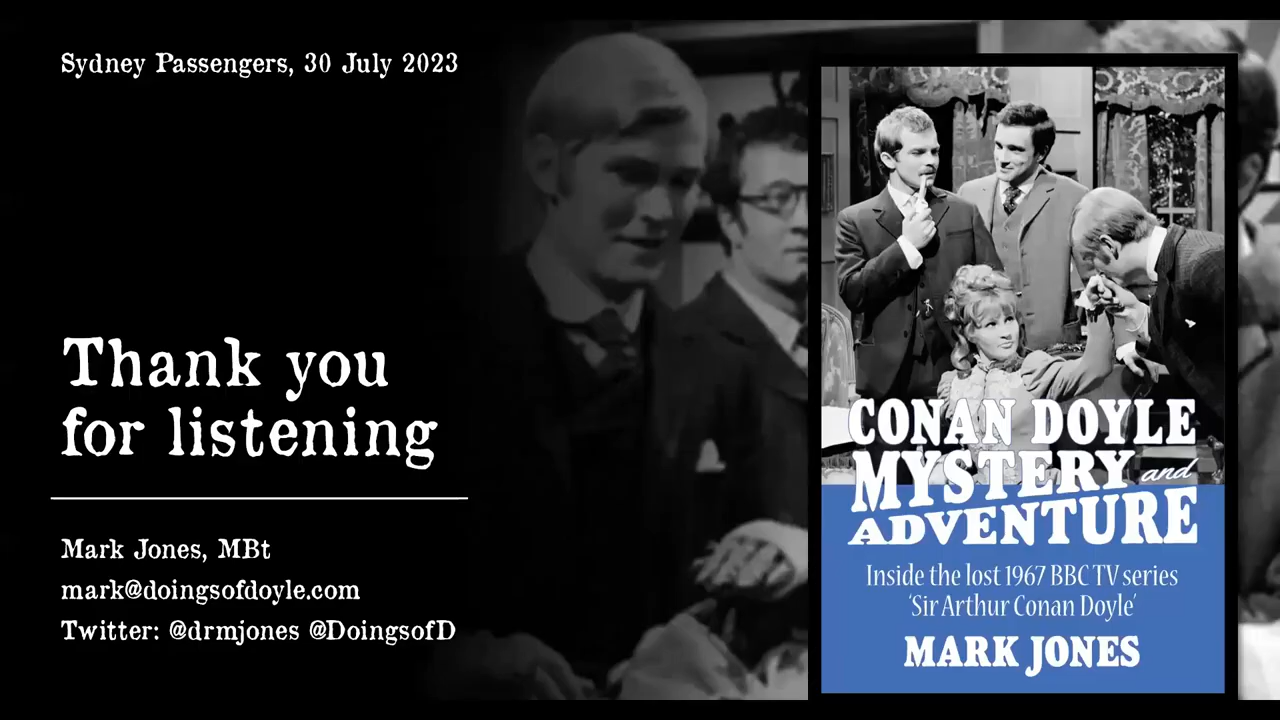 Sydney Passengers, 30 July 2023
Thank you
for listening
Mark Jones, MBt
mark@doingsofdoyle.com
Twitter: @drmjones @DoingsofD
CONAN DOYLE
MYSTERY and
ADVENTURE
Inside the lost 1967 BBC TV series
‘Sir Arthur Conan Doyle’
MARK JONES